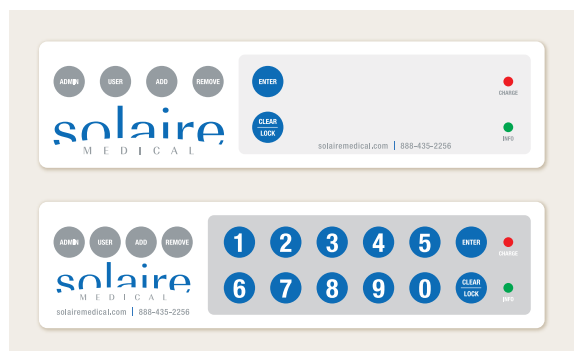 ADMIN USER ADD REMOVE ENTER
CHARGE
solaire
MEDICAL
CLEAR
LOCK
INFO
solairemedical.com | 888-435-2256
ADMIN USER ADD REMOVE 1 2 3 4 5 ENTER
CHARGE
solaire
MEDICAL
6 7 8 9 0 CLEAR
LOCK
INFO
solairemedical.com | 888-435-2256